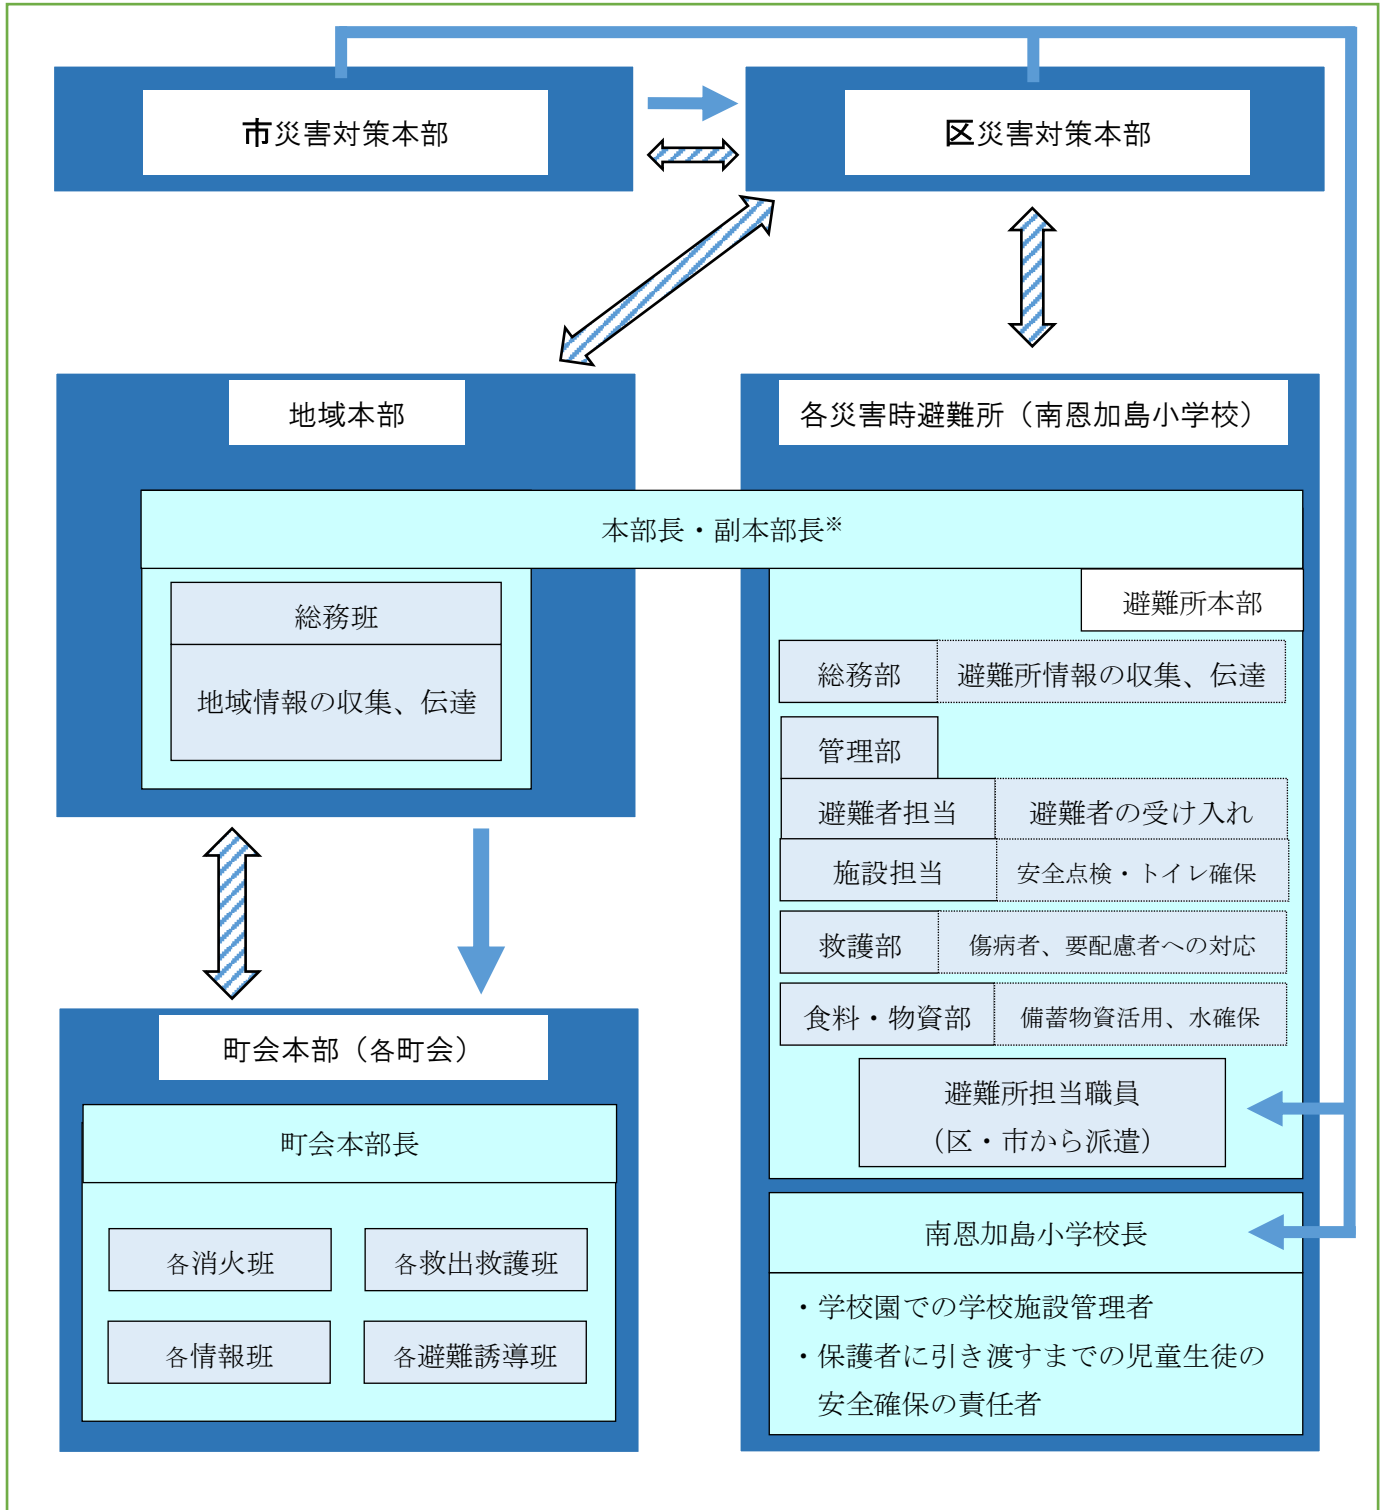 市災害対策本部
区災害対策本部
地域本部
各災害時避難所（南恩加島小学校）
本部長・副本部長※
総務班
地域情報の収集、伝達
避難所本部
総務部
避難所情報の収集、伝達
管理部
避難者担当
避難者の受け入れ
施設担当
安全点検・トイレ確保
救護部
傷病者、要配慮者への対応
食料・物資部
備蓄物資活用、水確保
避難所担当職員
（区・市から派遣）
町会本部（各町会）
町会本部長
各消火班
各救出救護班
各情報班
各避難誘導班
南恩加島小学校長
・学校園での学校施設管理者
・保護者に引き渡すまでの児童生徒の
安全確保の責任者